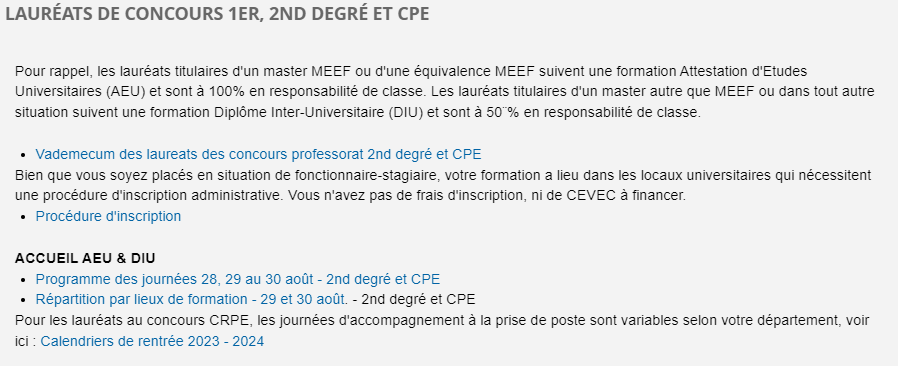 LAURÉATS DE CONCOURS 1ER, 2ND DEGRÉ ET CPE
Pour rappel, les lauréats titulaires d'un master MEEF ou d'une équivalence MEEF suivent une formation Attestation d'Etudes
Universitaires (AEU) et sont à 100% en responsabilité de classe. Les lauréats titulaires d'un master autre que MEEF ou dans tout autre
situation suivent une formation Diplôme Inter-Universitaire (DIU) et sont à 50¨% en responsabilité de classe.
• Vademecum des laureats des concours professorat 2nd degré et CPE
Bien que vous soyez placés en situation de fonctionnaire-stagiaire, votre formation a lieu dans les locaux universitaires qui nécessitent
une procédure d'inscription administrative. Vous n'avez pas de frais d'inscription, ni de CEVEC à financer.
• Procédure d'inscription
ACCUEIL AEU & DIU
• Programme des journées 28, 29 au 30 août - 2nd degré et CPE
• Répartition par lieux de formation - 29 et 30 août. - 2nd degré et CPE
Pour les lauréats au concours CRPE, les journées d'accompagnement à la prise de poste sont variables selon votre département, voir
ici : Calendriers de rentrée 2023 - 2024